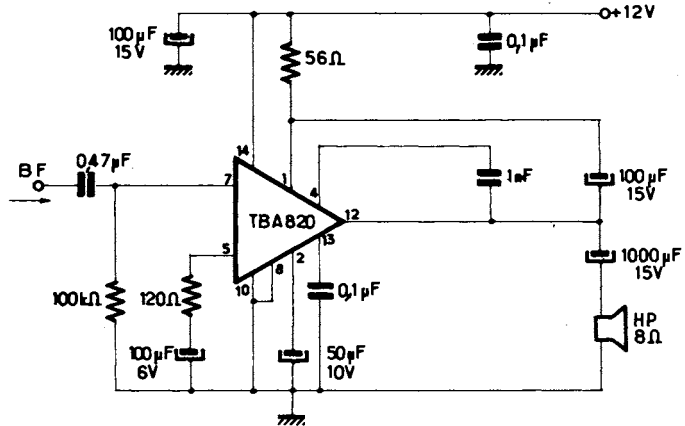 +12V
100µF
15V
0,1µF
56Ω
14
BF
0,47µF
7
1
4
1nF
100µF
15V
TBA820
12
13
5
8
2
10
1000µF
15V
100kΩ
120Ω
0,1µF
HP
8Ω
100µF
6V
50µF
10V